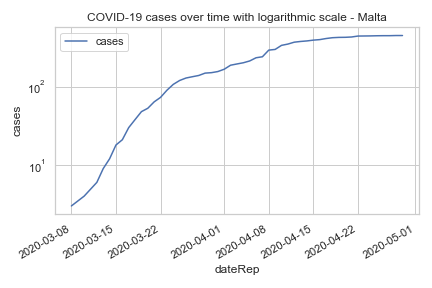 COVID-19 cases over time with logarithmic scale - Malta
cases
10²
10¹
cases
2020-03-08
2020-03-15
2020-03-22
2020-04-01
2020-04-08
2020-04-15
2020-04-22
2020-05-01
dateRep